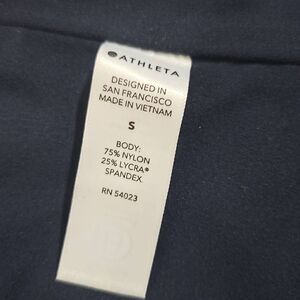 ATHLETA
DESIGNED IN
SAN FRANCISCO
MADE IN VIETNAM
S
BODY:
75% NYLON
25% LYCRA®
SPANDEX
RN 54023